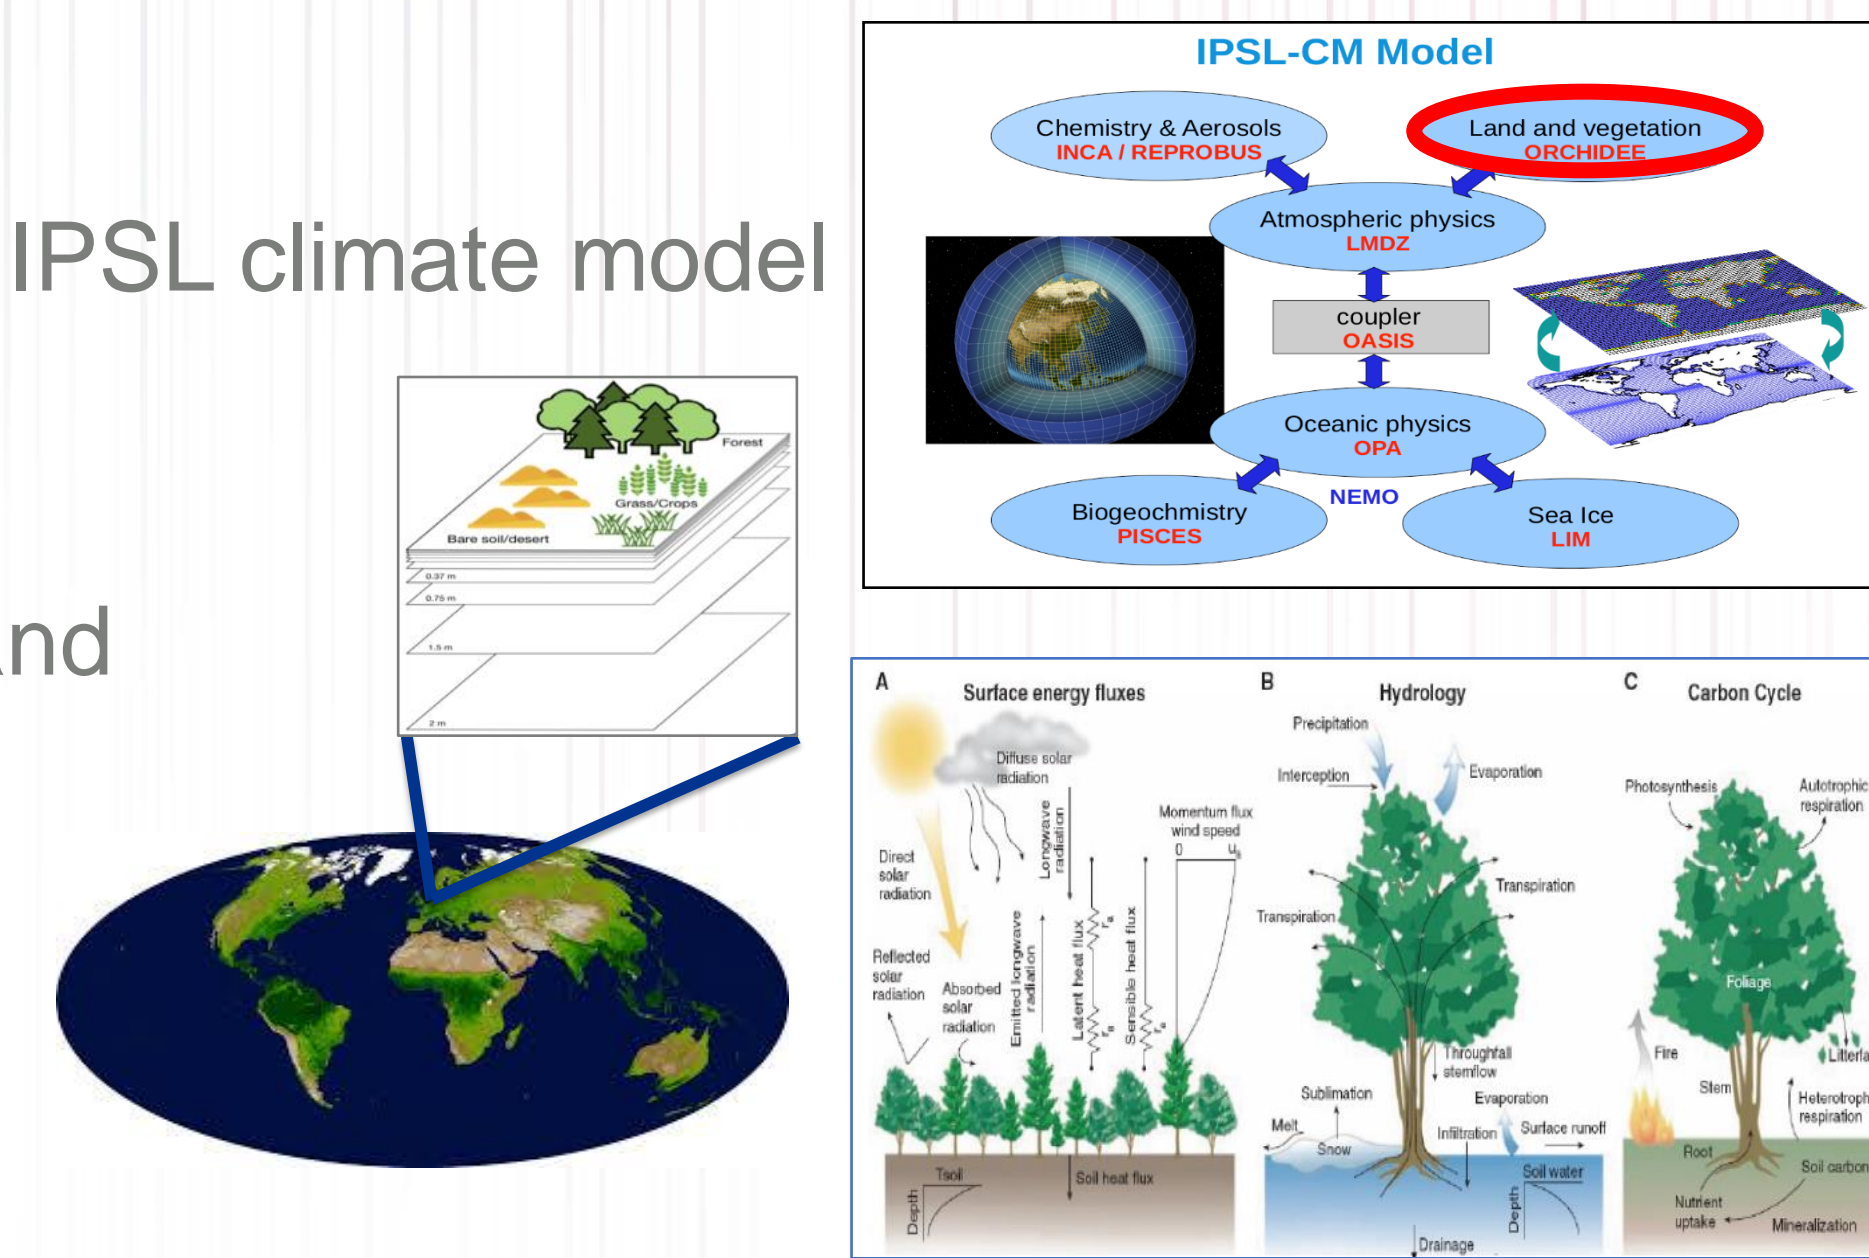 IPSL climate model
and
IPSL-CM Model
Chemistry & Aerosols
INCA / REPROBUS
Land and vegetation
ORCHIDEE
Atmospheric physics
LMDZ
coupler
OASIS
Oceanic physics
OPA
NEMO
Biogeochmistry
PISCES
Sea Ice
LIM
Forest
Grass/Crops
Bare soil/desert
0.37 m
0.75 m
1.5 m
2 m
A
Surface energy fluxes
Diffuse solar
radiation
Longwave
radiation
Momentum flux
wind speed
0
Direct
solar
radiation
Reflected
solar
radiation
Absorbed
solar
radiation
Emitted longwave
radiation
Latent heat flux
Sensible heat flux
Tsoil
Depth
Soil heat flux
B
Hydrology
Precipitation
Interception
Evaporation
Transpiration
Transpiration
Throughfall
stemflow
Sublimation
Evaporation
Melt
Snow
Infiltration
Surface runoff
Soil water
Depth
Drainage
C
Carbon Cycle
Photosynthesis
Autotrophic
respiration
Foliage
Fire
Litterfa
Stem
Heterotroph
respiration
Root
Soil carbon
Nutrient
uptake
Mineralization